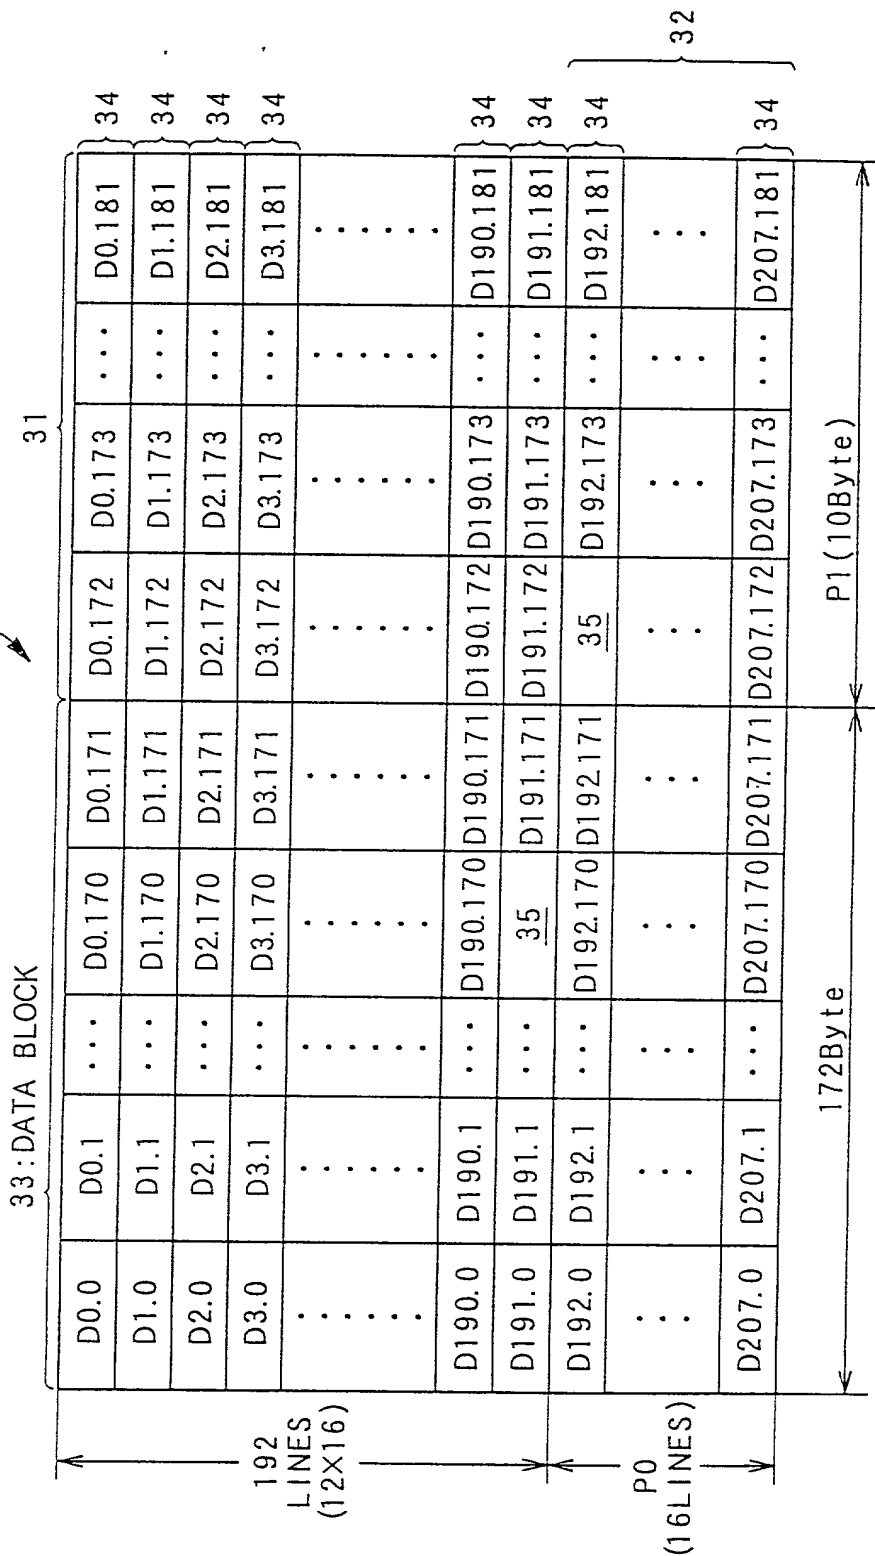 33:DATA BLOCK 31
D0.0 D0.1 ... D0.170 D0.171 D0.172 D0.173 ... D0.181 34
D1.0 D1.1 ... D1.170 D1.171 D1.172 D1.173 ... D1.181 34
D2.0 D2.1 ... D2.170 D2.171 D2.172 D2.173 ... D2.181 34
D3.0 D3.1 ... D3.170 D3.171 D3.172 D3.173 ... D3.181 34
192 LINES (12X16)
...... ...... ...... ...... ...... ...... ...... ...... ......
D190.0 D190.1 ... D190.170 D190.171 D190.172 D190.173 ... D190.181 34
D191.0 D191.1 ... 35 D191.171 D191.172 D191.173 ... D191.181 34
D192.0 D192.1 ... D192.170 D192.171 35 D192.173 ... D192.181 34
PO (16LINES)
... ... ... ... ... ... ... ... ... 32
D207.0 D207.1 ... D207.170 D207.171 D207.172 D207.173 ... D207.181 34
172Byte P1(10Byte)